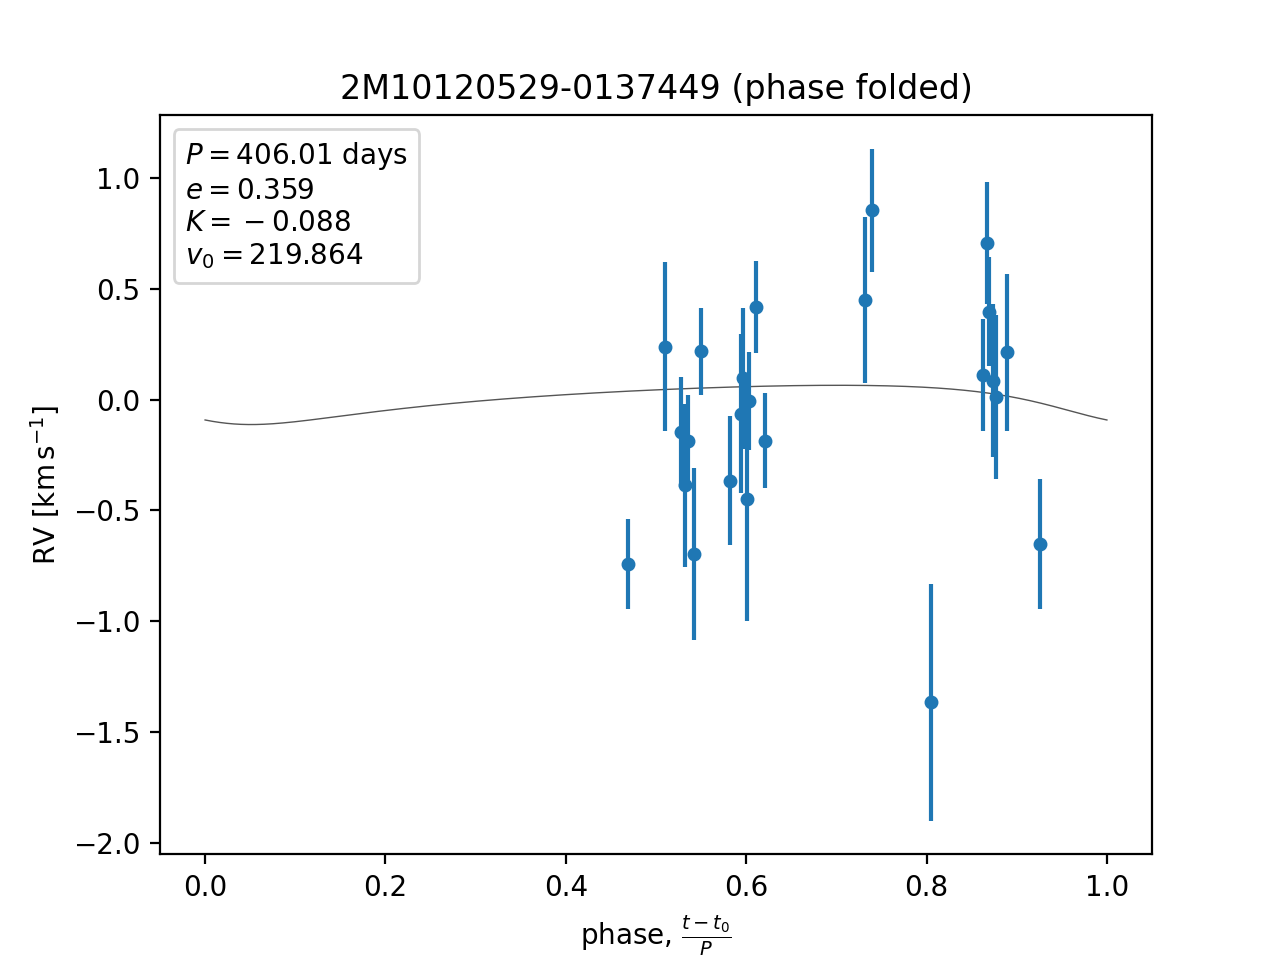 2M10120529-0137449 (phase folded)
P = 406.01 days
e = 0.359
K = −0.088
v₀ = 219.864
1.0
0.5
0.0
−0.5
−1.0
−1.5
−2.0
RV [km s⁻¹]
0.0 0.2 0.4 0.6 0.8 1.0
phase, (t − t₀)/P